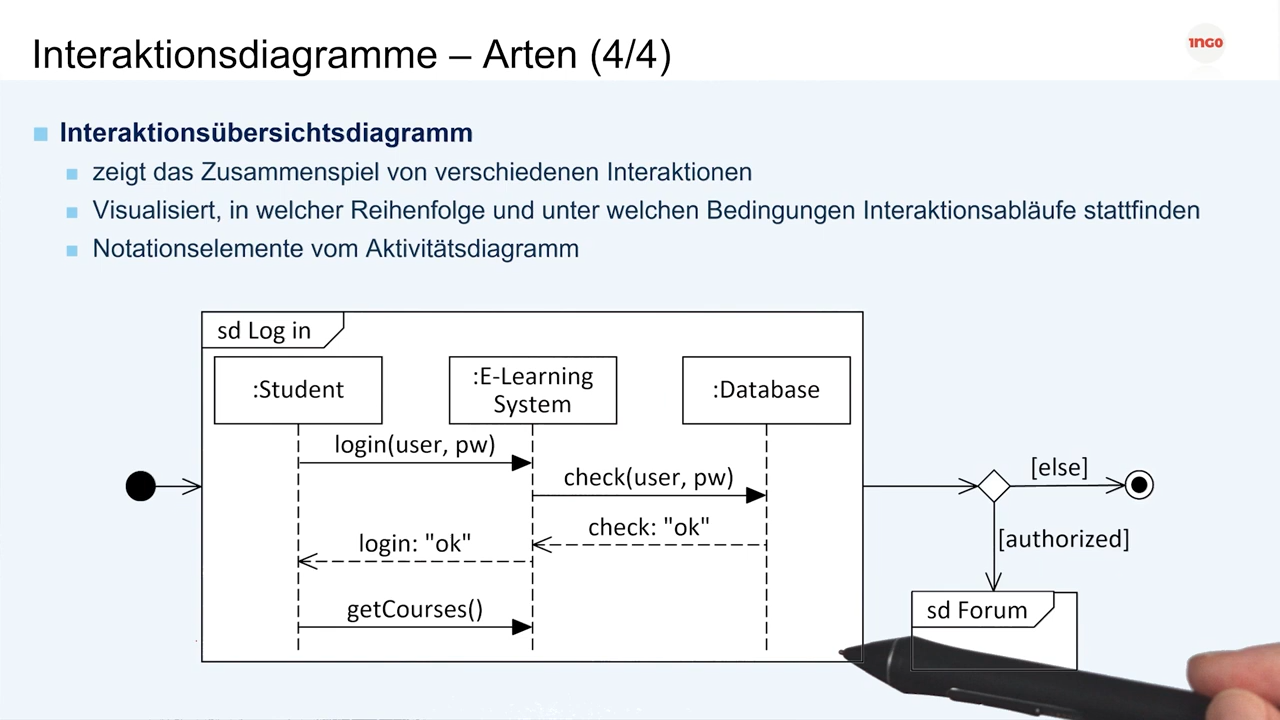 Interaktionsdiagramme – Arten (4/4)
1NGO
Interaktionsübersichtsdiagramm
zeigt das Zusammenspiel von verschiedenen Interaktionen
Visualisiert, in welcher Reihenfolge und unter welchen Bedingungen Interaktionsabläufe stattfinden
Notationselemente vom Aktivitätsdiagramm
sd Log in
:Student
:E-Learning
System
:Database
login(user, pw)
check(user, pw)
check: "ok"
login: "ok"
getCourses()
[else]
[authorized]
sd Forum